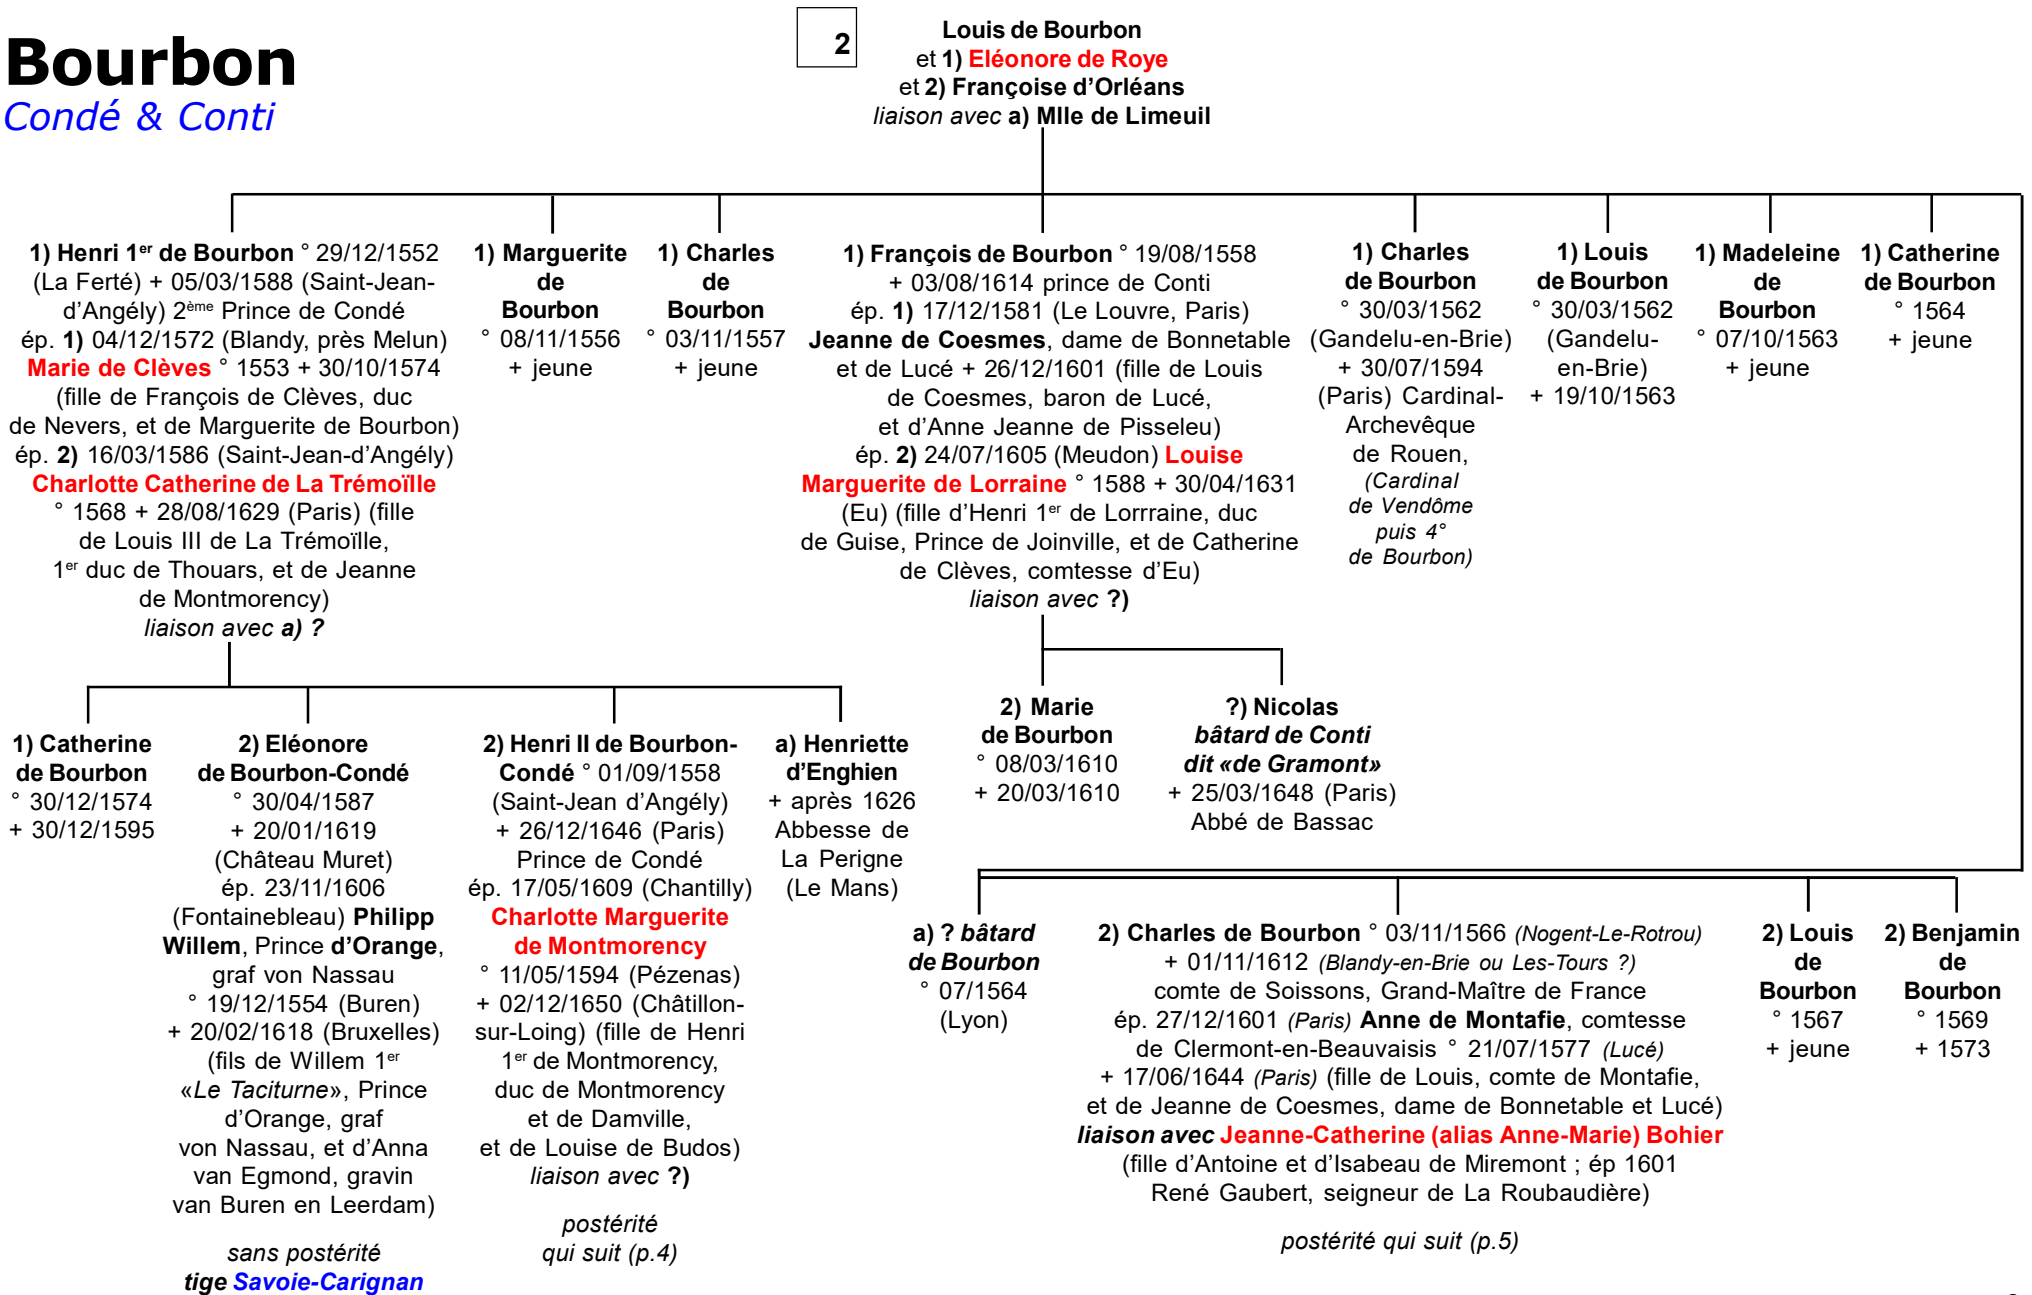 Bourbon
Condé & Conti
2
Louis de Bourbon
et 1) Eléonore de Roye
et 2) Françoise d’Orléans
liaison avec a) Mlle de Limeuil
1) Henri 1er de Bourbon ° 29/12/1552
(La Ferté) + 05/03/1588 (Saint-Jean-
d’Angély) 2ème Prince de Condé
ép. 1) 04/12/1572 (Blandy, près Melun)
Marie de Clèves ° 1553 + 30/10/1574
(fille de François de Clèves, duc
de Nevers, et de Marguerite de Bourbon)
ép. 2) 16/03/1586 (Saint-Jean-d’Angély)
Charlotte Catherine de La Trémoïlle
° 1568 + 28/08/1629 (Paris) (fille
de Louis III de La Trémoïlle,
1er duc de Thouars, et de Jeanne
de Montmorency)
liaison avec a) ?
1) Marguerite
de
Bourbon
° 08/11/1556
+ jeune
1) Charles
de
Bourbon
° 03/11/1557
+ jeune
1) François de Bourbon ° 19/08/1558
+ 03/08/1614 prince de Conti
ép. 1) 17/12/1581 (Le Louvre, Paris)
Jeanne de Coesmes, dame de Bonnetable
et de Lucé + 26/12/1601 (fille de Louis
de Coesmes, baron de Lucé,
et d’Anne Jeanne de Pisseleu)
ép. 2) 24/07/1605 (Meudon) Louise
Marguerite de Lorraine ° 1588 + 30/04/1631
(Eu) (fille d’Henri 1er de Lorrraine, duc
de Guise, Prince de Joinville, et de Catherine
de Clèves, comtesse d’Eu)
liaison avec ?)
1) Charles
de Bourbon
° 30/03/1562
(Gandelu-en-Brie)
+ 30/07/1594
(Paris) Cardinal-
Archevêque
de Rouen,
(Cardinal
de Vendôme
puis 4°
de Bourbon)
1) Louis
de Bourbon
° 30/03/1562
(Gandelu-
en-Brie)
+ 19/10/1563
1) Madeleine
de
Bourbon
° 07/10/1563
+ jeune
1) Catherine
de Bourbon
° 1564
+ jeune
1) Catherine
de Bourbon
° 30/12/1574
+ 30/12/1595
2) Eléonore
de Bourbon-Condé
° 30/04/1587
+ 20/01/1619
(Château Muret)
ép. 23/11/1606
(Fontainebleau) Philipp
Willem, Prince d’Orange,
graf von Nassau
° 19/12/1554 (Buren)
+ 20/02/1618 (Bruxelles)
(fils de Willem 1er
«Le Taciturne», Prince
d’Orange, graf
von Nassau, et d’Anna
van Egmond, gravin
van Buren en Leerdam)
sans postérité
tige Savoie-Carignan
2) Henri II de Bourbon-
Condé ° 01/09/1558
(Saint-Jean d’Angély)
+ 26/12/1646 (Paris)
Prince de Condé
ép. 17/05/1609 (Chantilly)
Charlotte Marguerite
de Montmorency
° 11/05/1594 (Pézenas)
+ 02/12/1650 (Châtillon-
sur-Loing) (fille de Henri
1er de Montmorency,
duc de Montmorency
et de Damville,
et de Louise de Budos)
liaison avec ?)
postérité
qui suit (p.4)
a) Henriette
d’Enghien
+ après 1626
Abbesse de
La Perigne
(Le Mans)
2) Marie
de Bourbon
° 08/03/1610
+ 20/03/1610
?) Nicolas
bâtard de Conti
dit «de Gramont»
+ 25/03/1648 (Paris)
Abbé de Bassac
a) ? bâtard
de Bourbon
° 07/1564
(Lyon)
2) Charles de Bourbon ° 03/11/1566 (Nogent-Le-Rotrou)
+ 01/11/1612 (Blandy-en-Brie ou Les-Tours ?)
comte de Soissons, Grand-Maître de France
ép. 27/12/1601 (Paris) Anne de Montafie, comtesse
de Clermont-en-Beauvaisis ° 21/07/1577 (Lucé)
+ 17/06/1644 (Paris) (fille de Louis, comte de Montafie,
et de Jeanne de Coesmes, dame de Bonnetable et Lucé)
liaison avec Jeanne-Catherine (alias Anne-Marie) Bohier
(fille d’Antoine et d’Isabeau de Miremont ; ép 1601
René Gaubert, seigneur de La Roubaudière)
postérité qui suit (p.5)
2) Louis
de
Bourbon
° 1567
+ jeune
2) Benjamin
de
Bourbon
° 1569
+ 1573